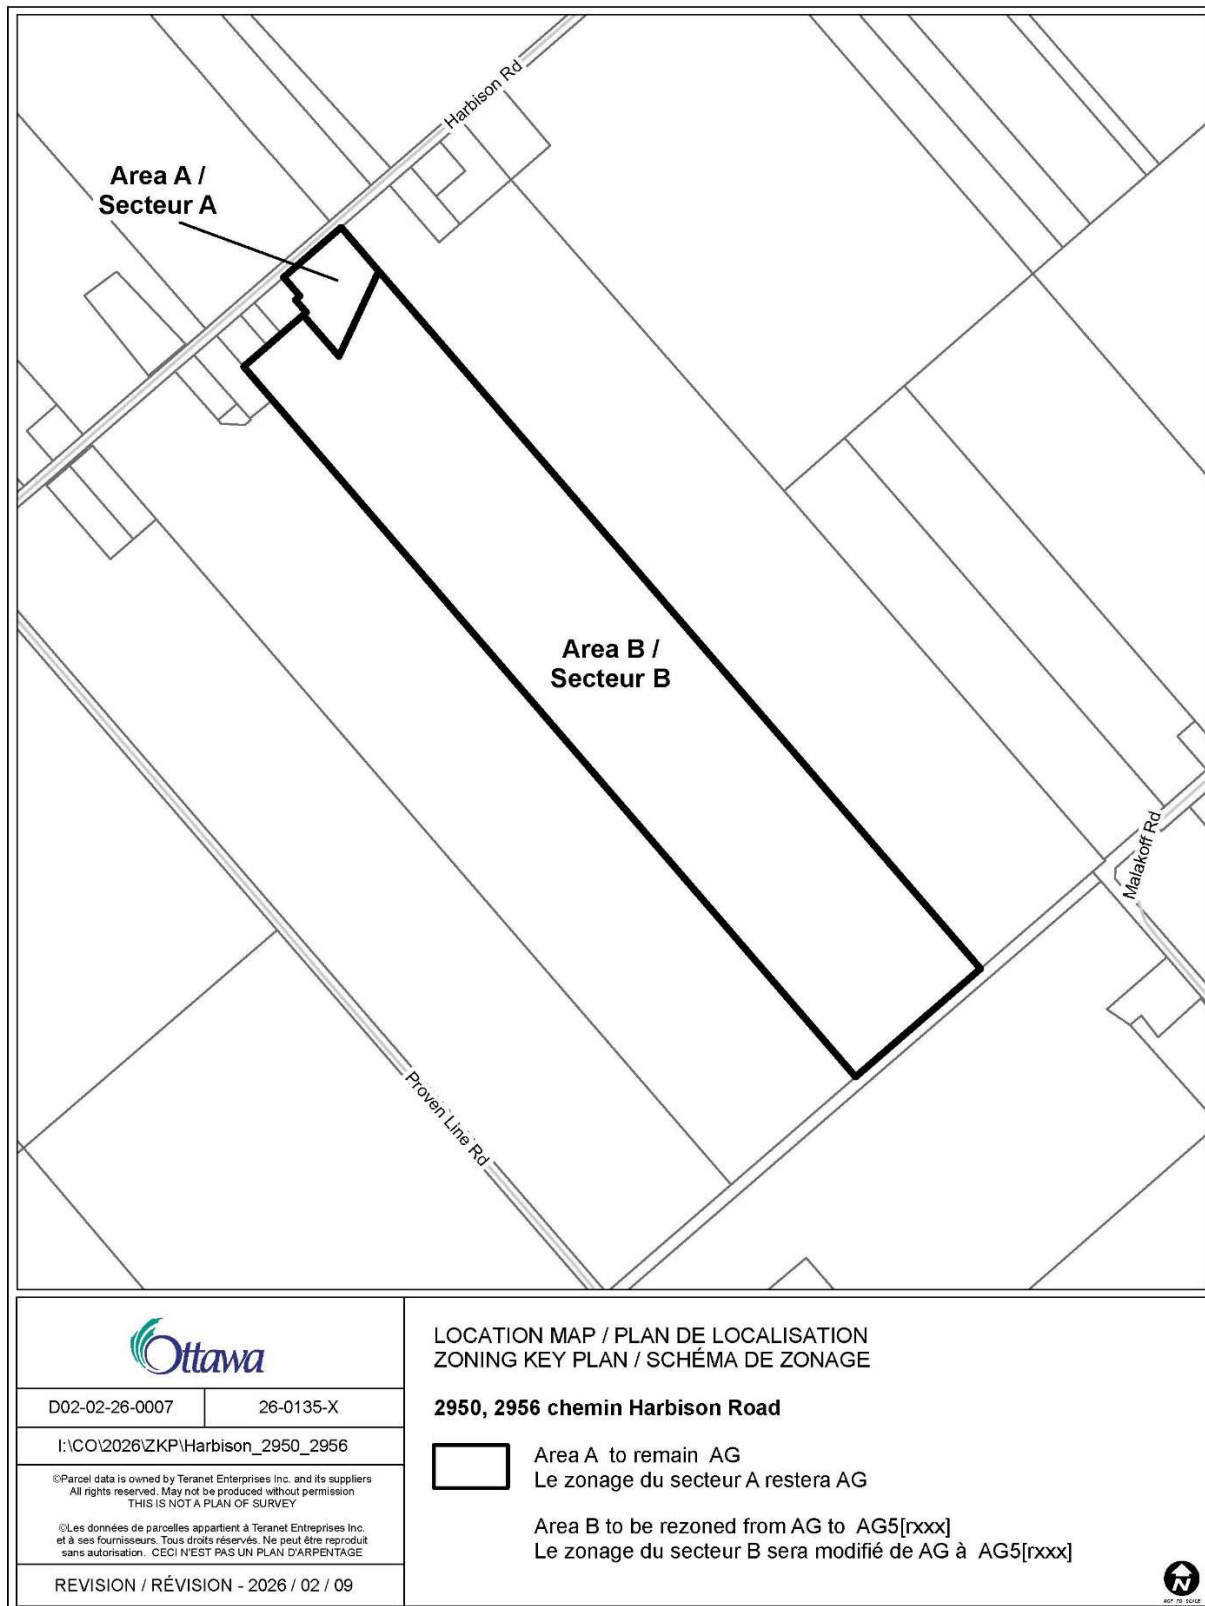 Harbison Rd
Area A /
Secteur A
Area B /
Secteur B
Malakoff Rd
Proven Line Rd
Ottawa
D02-02-26-0007
26-0135-X
I:\CO\2026\ZKP\Harbison_2950_2956
©Parcel data is owned by Teranet Enterprises Inc. and its suppliers
All rights reserved. May not be produced without permission
THIS IS NOT A PLAN OF SURVEY
©Les données de parcelles appartient à Teranet Entreprises Inc.
et à ses fournisseurs. Tous droits réservés. Ne peut être reproduit
sans autorisation. CECI N'EST PAS UN PLAN D'ARPENTAGE
REVISION / RÉVISION - 2026 / 02 / 09
LOCATION MAP / PLAN DE LOCALISATION
ZONING KEY PLAN / SCHÉMA DE ZONAGE
2950, 2956 chemin Harbison Road
Area A to remain AG
Le zonage du secteur A restera AG
Area B to be rezoned from AG to AG5[rxxx]
Le zonage du secteur B sera modifié de AG à AG5[rxxx]
N
NOT TO SCALE